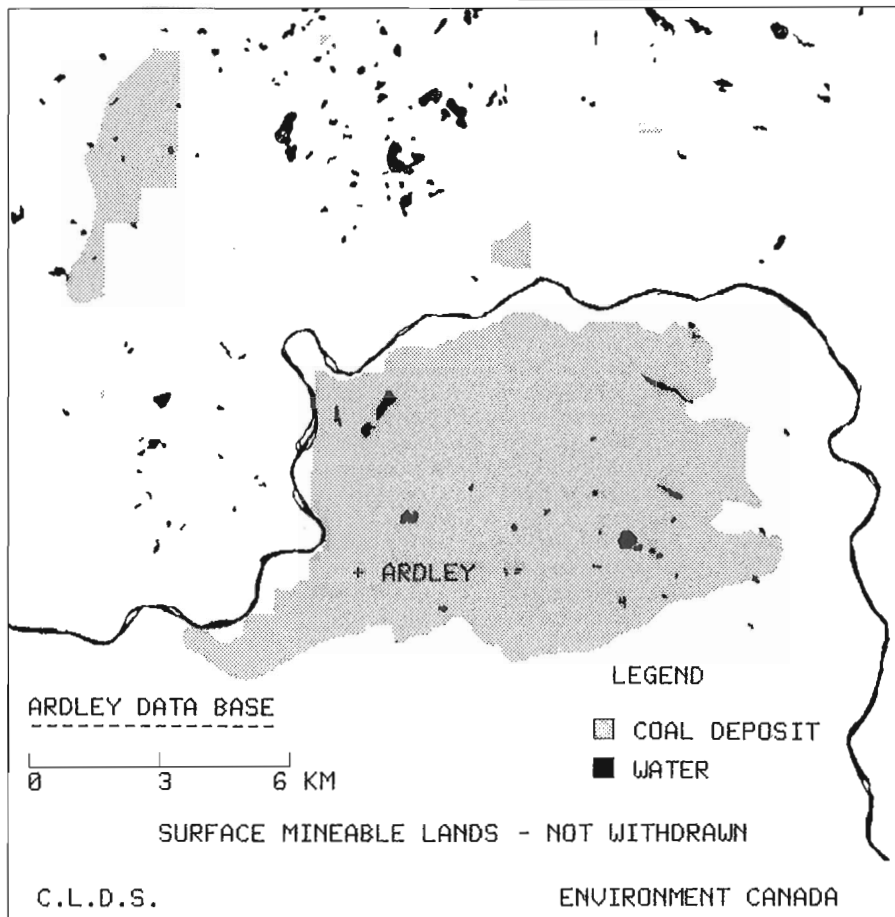 + ARDLEY
LEGEND
COAL DEPOSIT
WATER
ARDLEY DATA BASE
0 3 6 KM
SURFACE MINEABLE LANDS - NOT WITHDRAWN
C.L.D.S. ENVIRONMENT CANADA